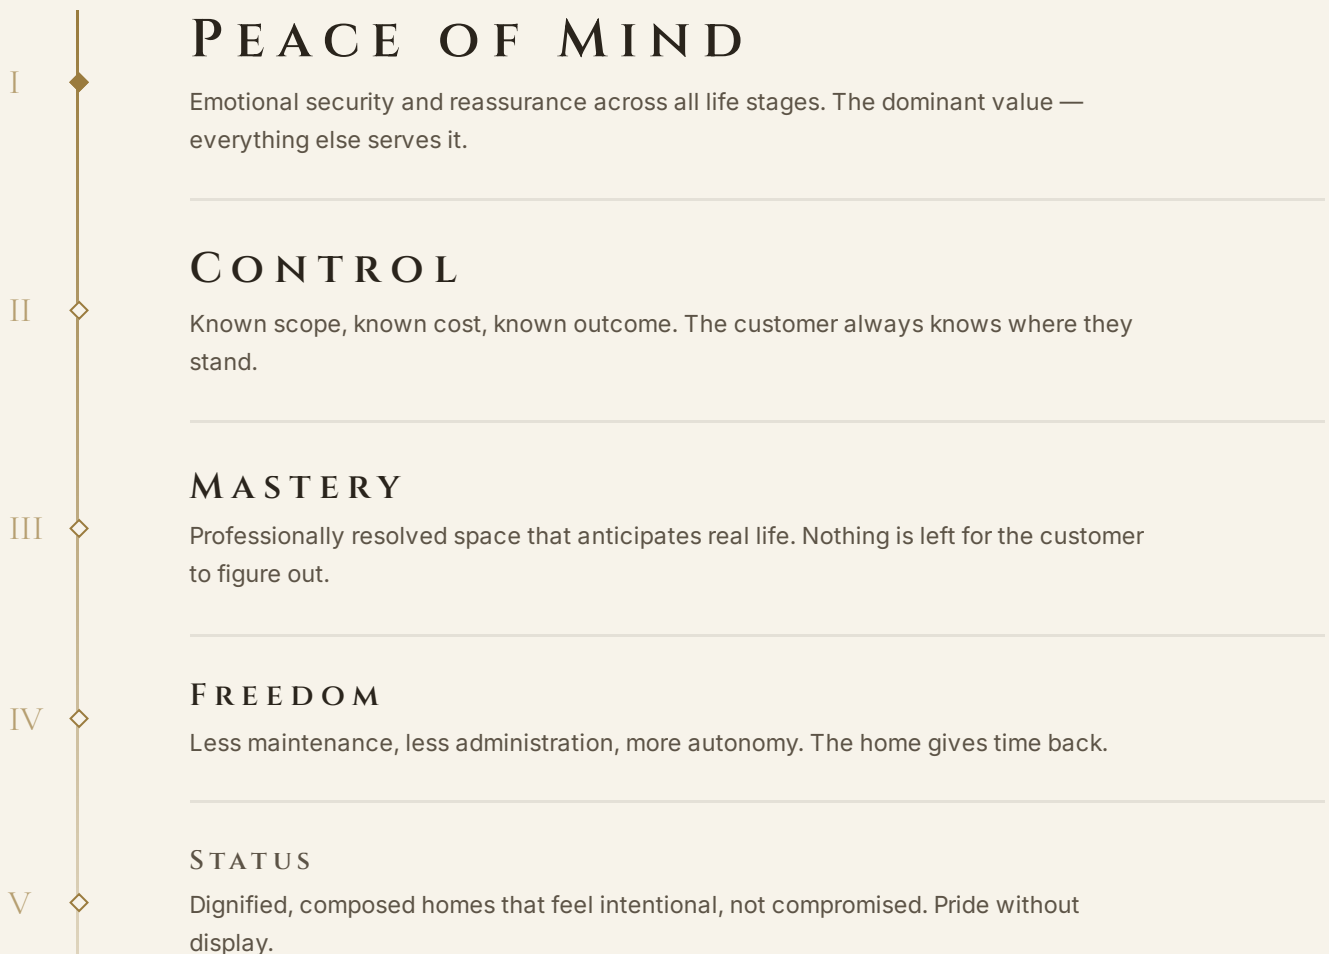 Peace of Mind
I
Emotional security and reassurance across all life stages. The dominant value —
everything else serves it.
Control
II
Known scope, known cost, known outcome. The customer always knows where they
stand.
Mastery
III
Professionally resolved space that anticipates real life. Nothing is left for the customer
to figure out.
Freedom
IV
Less maintenance, less administration, more autonomy. The home gives time back.
Status
V
Dignified, composed homes that feel intentional, not compromised. Pride without
display.